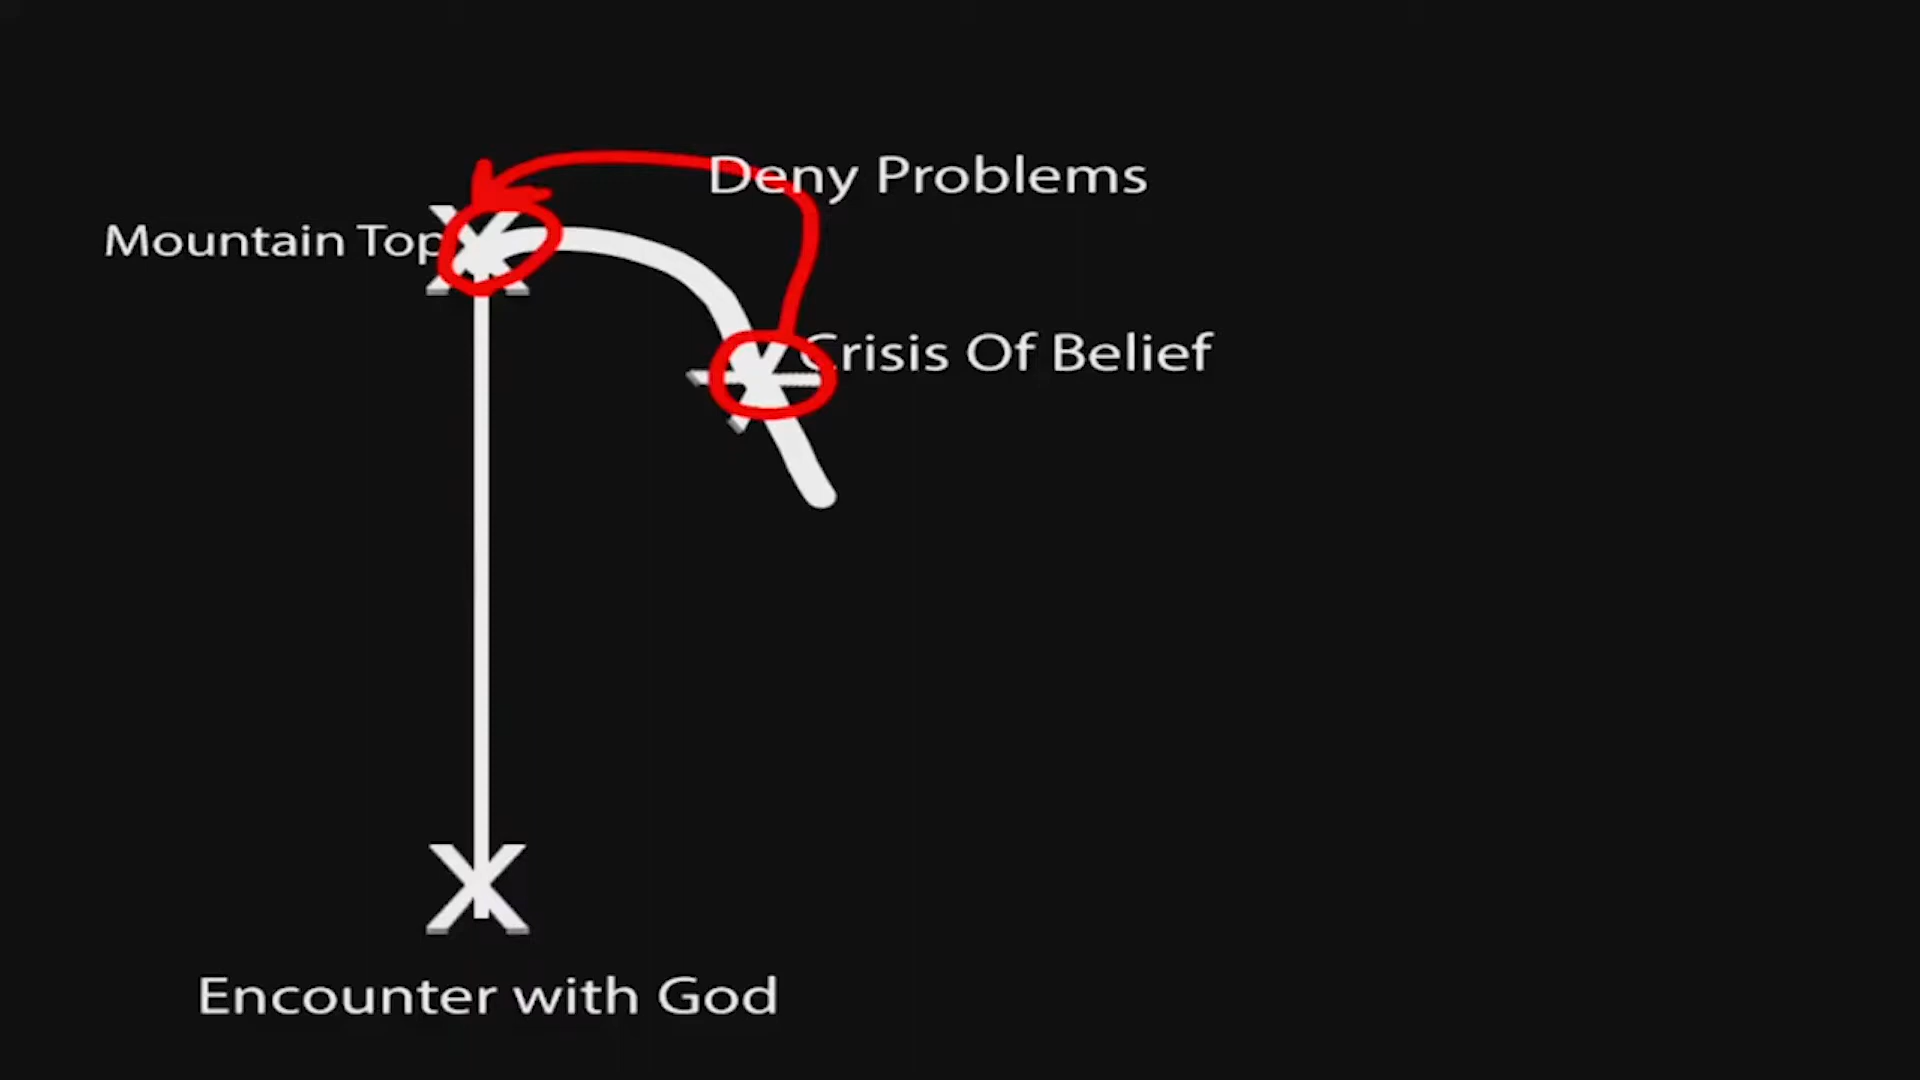 Deny Problems
Mountain Top
Crisis Of Belief
Encounter with God